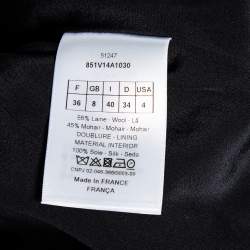 51247
851V14A1030
F GB I D USA
36 8 40 34 4
55% Laine - Wool - Lã
45% Mohair - Mohair - Mohair
DOUBLURE - LINING
MATERIAL INTERIOR
100% Soie - Silk - Seda
Made In FRANCE
FRANÇA